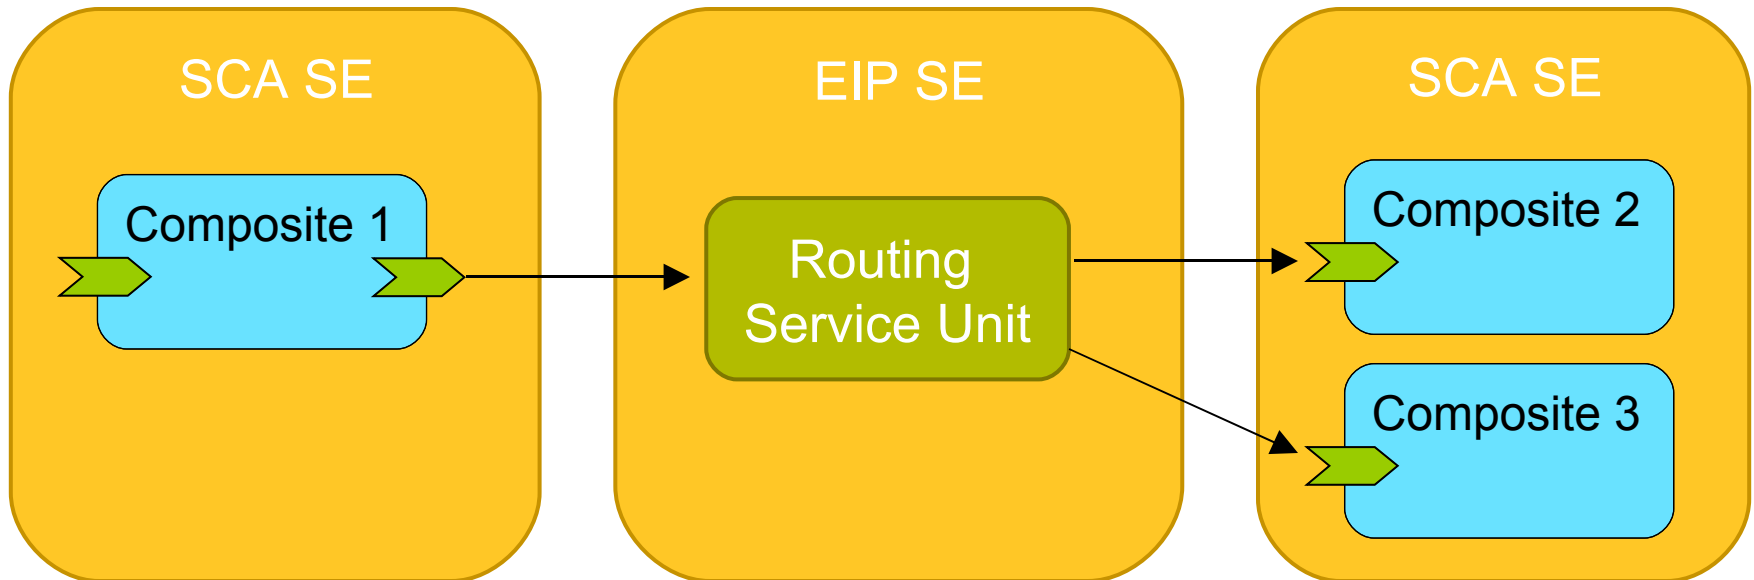 SCA SE
Composite 1
EIP SE
Routing
Service Unit
SCA SE
Composite 2
Composite 3